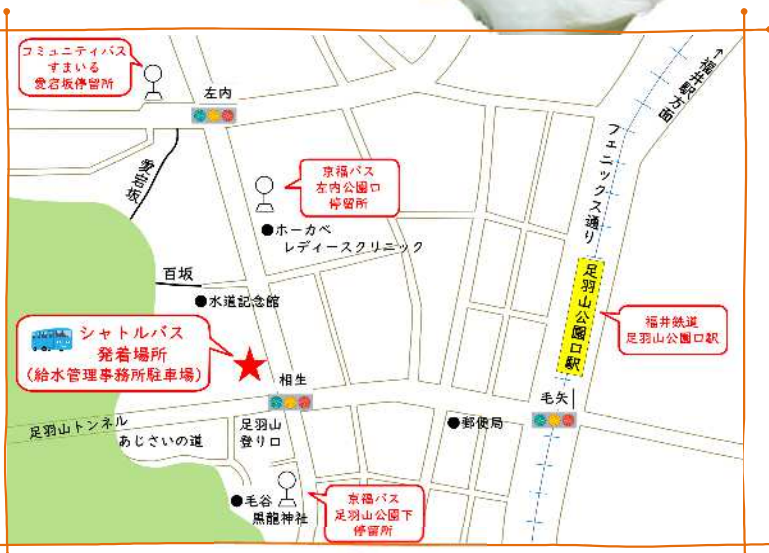 コミュニティバス
すまいる
愛宕坂停留所
左内
↑福井駅方面
フェニックス通り
愛宕坂
京福バス
左内公園口
停留所
●ホーカベ
レディースクリニック
百坂
●水道記念館
足羽山公園口駅
福井鉄道
足羽山公園口駅
シャトルバス
発着場所
(給水管理事務所駐車場)
相生
毛矢
足羽山トンネル
あじさいの道
足羽山
登り口
●郵便局
●毛谷
黒龍神社
京福バス
足羽山公園下
停留所